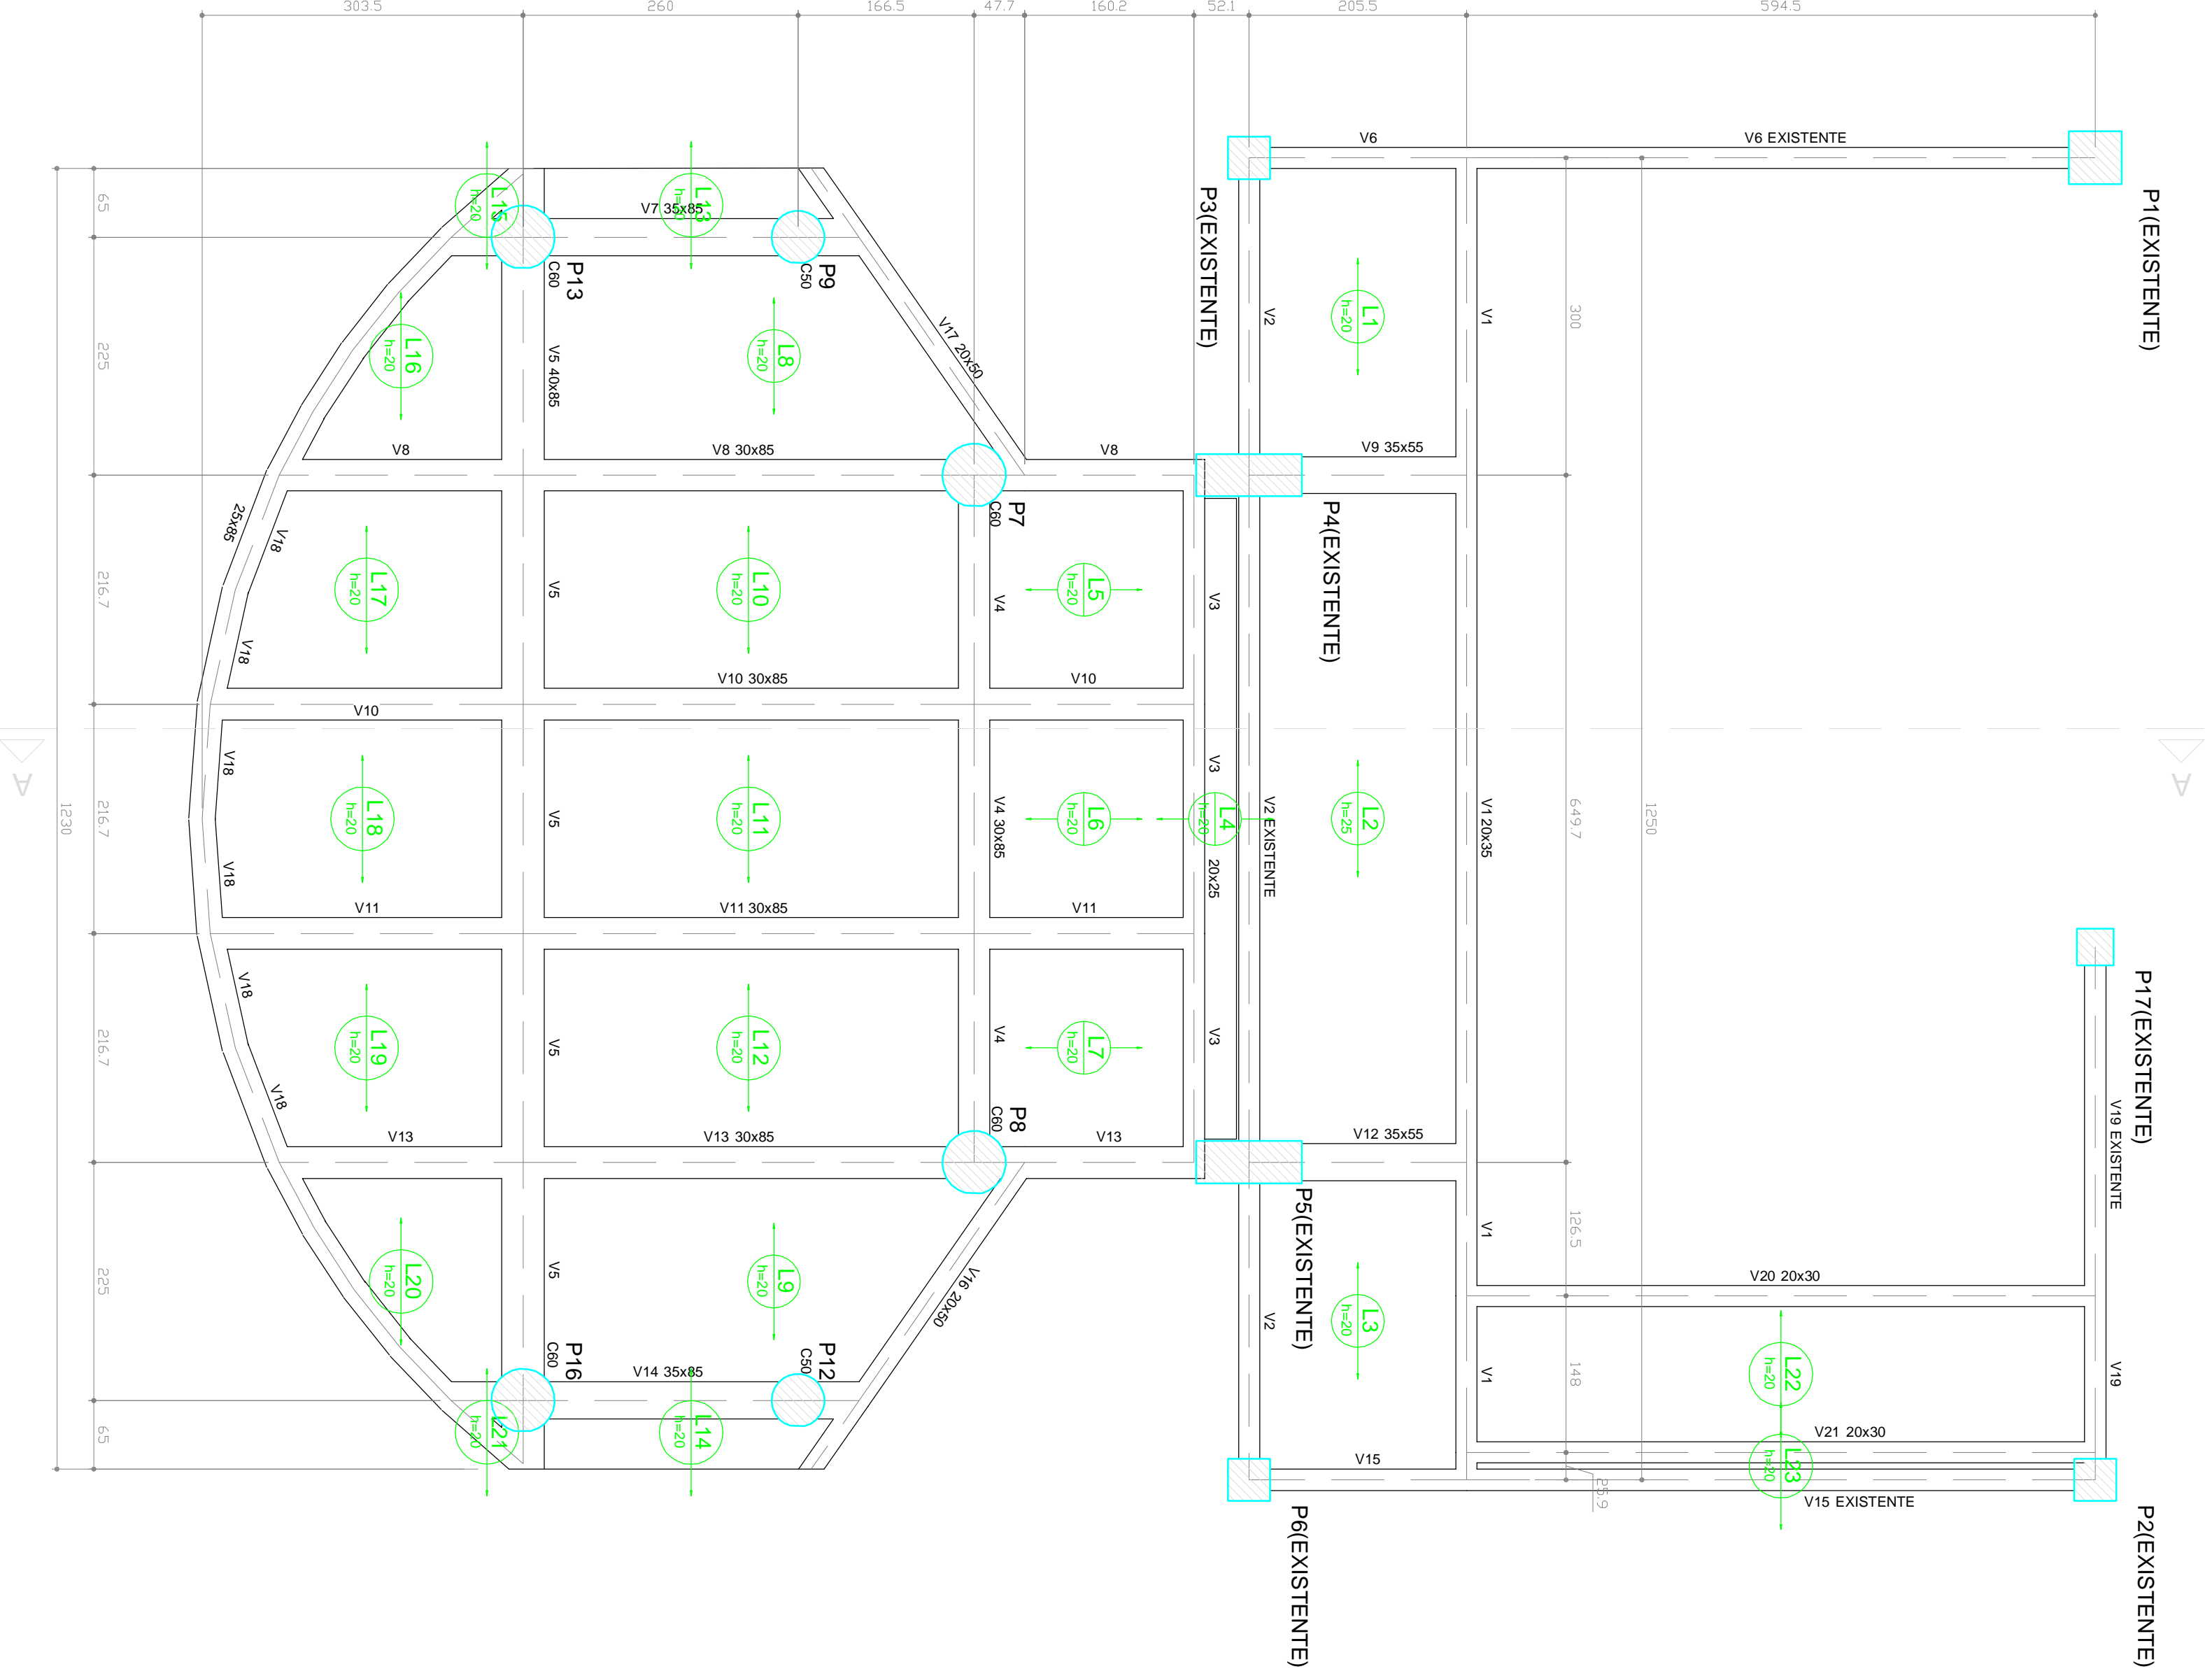 303.5
260
166.5
47.7
160.2
52.1
205.5
594.5
V6
V6 EXISTENTE
P1(EXISTENTE)
P3(EXISTENTE)
L15
h=20
L13
V7 35x85
65
P13
C60
P9
C50
V2
L1
h=20
V1
300
V17 20x50
225
L16
h=20
V5 40x85
L8
h=20
V8
V8 30x85
V8
V9 35x55
P7
C60
P4(EXISTENTE)
25x85
V18
216.7
L17
h=20
V5
L10
h=20
V4
L5
h=20
V3
V18
V10 30x85
V10
V10
A
A
V18
V3
216.7
1230
L18
h=20
V5
L11
h=20
V4 30x85
L6
h=20
L4
h=20
V2 EXISTENTE
L2
h=25
V1 20x35
649.7
1250
V18
20x25
V11
V11 30x85
V11
P17(EXISTENTE)
V18
216.7
L19
h=20
V5
L12
h=20
V4
L7
h=20
V3
V18
P8
C60
V19 EXISTENTE
V13
V13 30x85
V13
V12 35x55
P5(EXISTENTE)
126.5
V1
225
L20
h=20
V5
L9
h=20
V16 20x50
V20 20x30
V2
L3
h=20
P16
C60
V14 35x85
P12
C50
V1
148
L22
h=20
V19
65
L21
h=20
L14
h=20
V15
V21 20x30
L23
h=20
25.9
V15 EXISTENTE
P6(EXISTENTE)
P2(EXISTENTE)